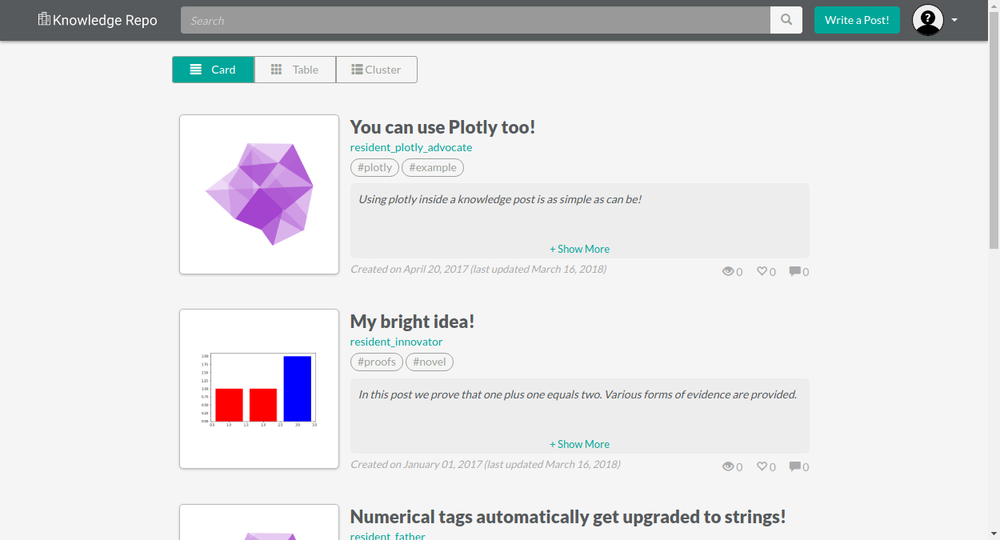 Knowledge Repo
Search
Write a Post!
?
Card
Table
Cluster
You can use Plotly too!
resident_plotly_advocate
#plotly
#example
Using plotly inside a knowledge post is as simple as can be!
+ Show More
Created on April 20, 2017 (last updated March 16, 2018)
0
0
0
My bright idea!
resident_innovator
#proofs
#novel
In this post we prove that one plus one equals two. Various forms of evidence are provided.
2.00
1.75
1.50
1.25
1.00
0.75
0.50
0.25
0.00
0.5 1.0 1.5 2.0 2.5 3.0 3.5
+ Show More
Created on January 01, 2017 (last updated March 16, 2018)
0
0
0
Numerical tags automatically get upgraded to strings!
resident_father